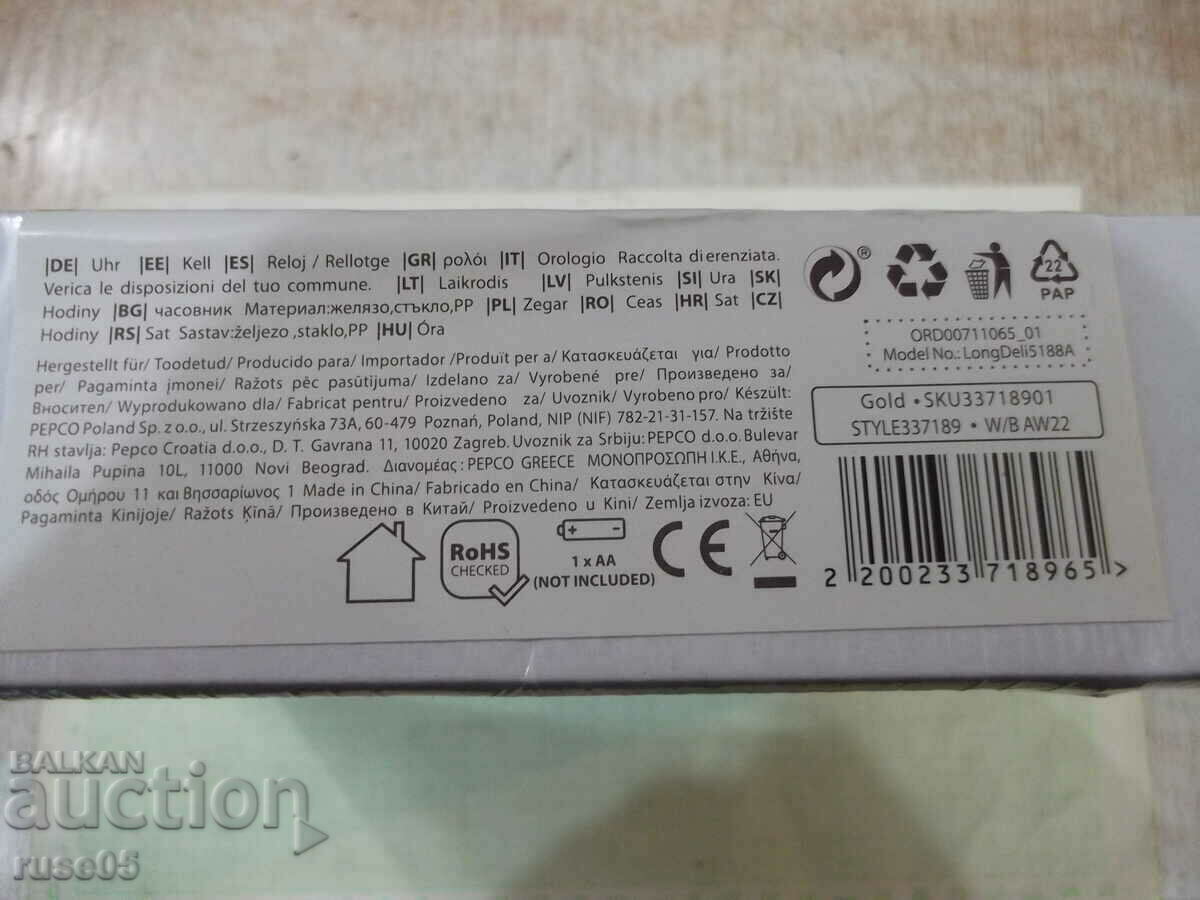 |DE| Uhr |EE| Kell |ES| Reloj / Rellotge |GR| ρολόι |IT| Orologio Raccolta di erenziata.
Verica le disposizioni del tuo commune. |LT| Laikrodis |LV| Pulkstenis |SI| Ura |SK|
Hodiny |BG| часовник Материал:желязо,стъкло,PP |PL| Zegar |RO| Ceas |HR| Sat |CZ|
Hodiny |RS| Sat Sastav:željezo ,staklo,PP |HU| Óra
Hergestellt für/ Toodetud/ Producido para/ Importador /Produït per a/ Κατασκευάζεται για/ Prodotto
per/ Pagaminta įmonei/ Ražots pēc pasūtījuma/ Izdelano za/ Vyrobené pre/ Произведено за/
Вносител/ Wyprodukowano dla/ Fabricat pentru/ Proizvedeno za/ Uvoznik/ Vyrobeno pro/ Készült:
PEPCO Poland Sp. z o.o., ul. Strzeszyńska 73A, 60-479 Poznań, Poland, NIP (NIF) 782-21-31-157. Na tržište
RH stavlja: Pepco Croatia d.o.o., D. T. Gavrana 11, 10020 Zagreb. Uvoznik za Srbiju: PEPCO d.o.o. Bulevar
Mihaila Pupina 10L, 11000 Novi Beograd. Διανομέας: PEPCO GREECE ΜΟΝΟΠΡΟΣΩΠΗ Ι.Κ.Ε., Αθήνα,
οδός Ομήρου 11 και Βησσαρίωνος 1 Made in China/ Fabricado en China/ Κατασκευάζεται στην Κίνα/
Pagaminta Kinijoje/ Ražots Ķīnā/ Произведено в Китай/ Proizvedeno u Kini/ Zemlja izvoza: EU
RoHS
CHECKED
1 x AA
(NOT INCLUDED)
CE
®
22
PAP
ORD00711065_01
Model No.: LongDeli5188A
Gold • SKU33718901
STYLE337189 • W/B AW22
2 200233 718965 >
BALKAN
auction
ruse05